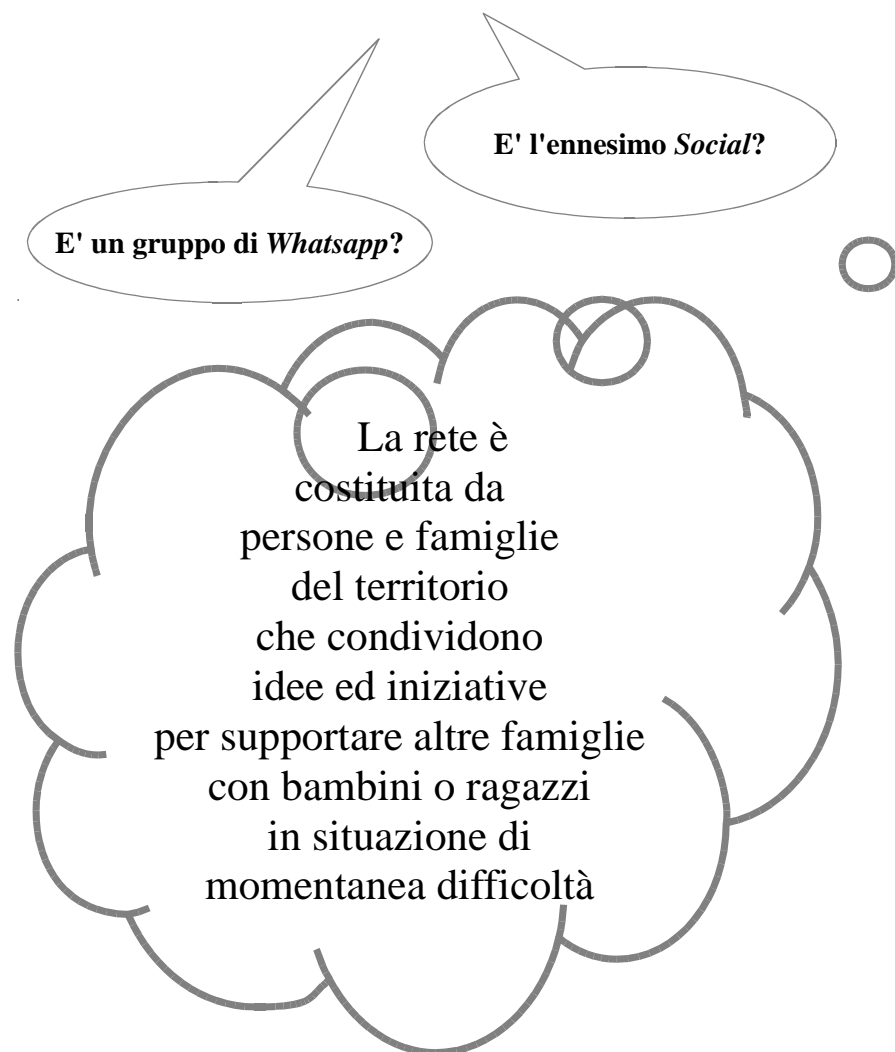 E' l'ennesimo Social?
E' un gruppo di Whatsapp?
La rete è
costituita da
persone e famiglie
del territorio
che condividono
idee ed iniziative
per supportare altre famiglie
con bambini o ragazzi
in situazione di
momentanea difficoltà